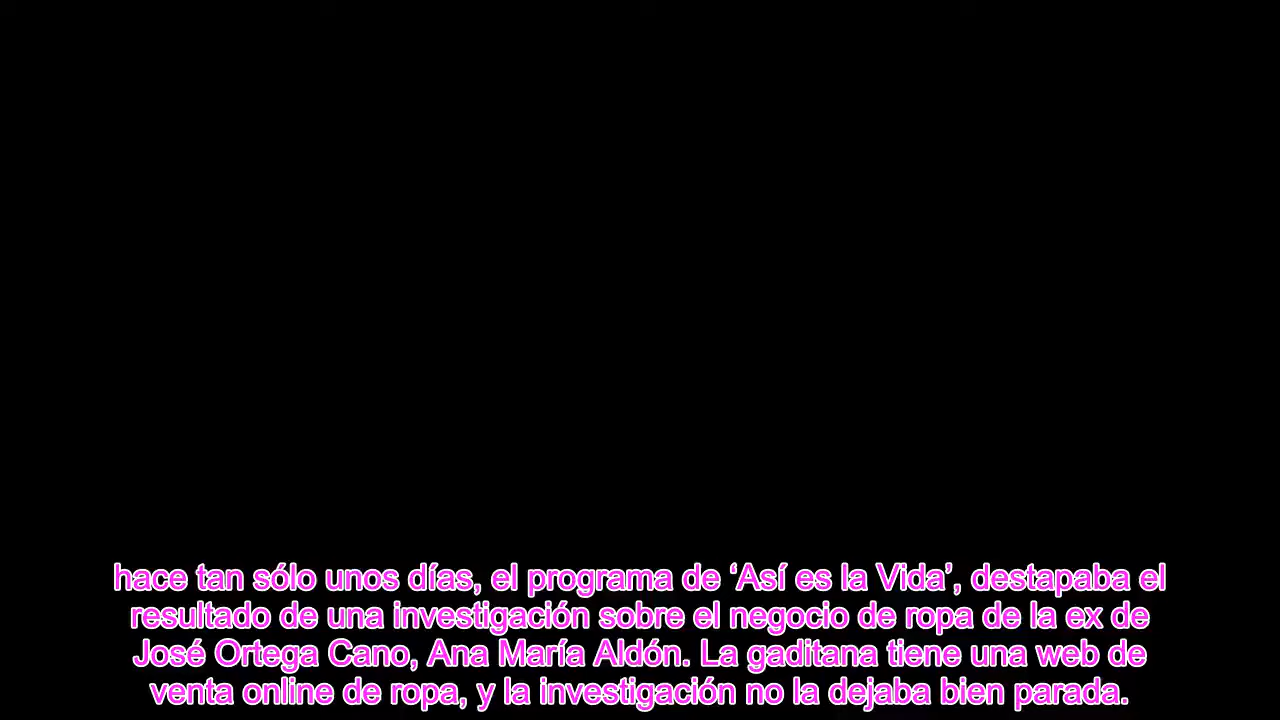 hace tan sólo unos días, el programa de ‘Así es la Vida’, destapaba el
resultado de una investigación sobre el negocio de ropa de la ex de
José Ortega Cano, Ana María Aldón. La gaditana tiene una web de
venta online de ropa, y la investigación no la dejaba bien parada.